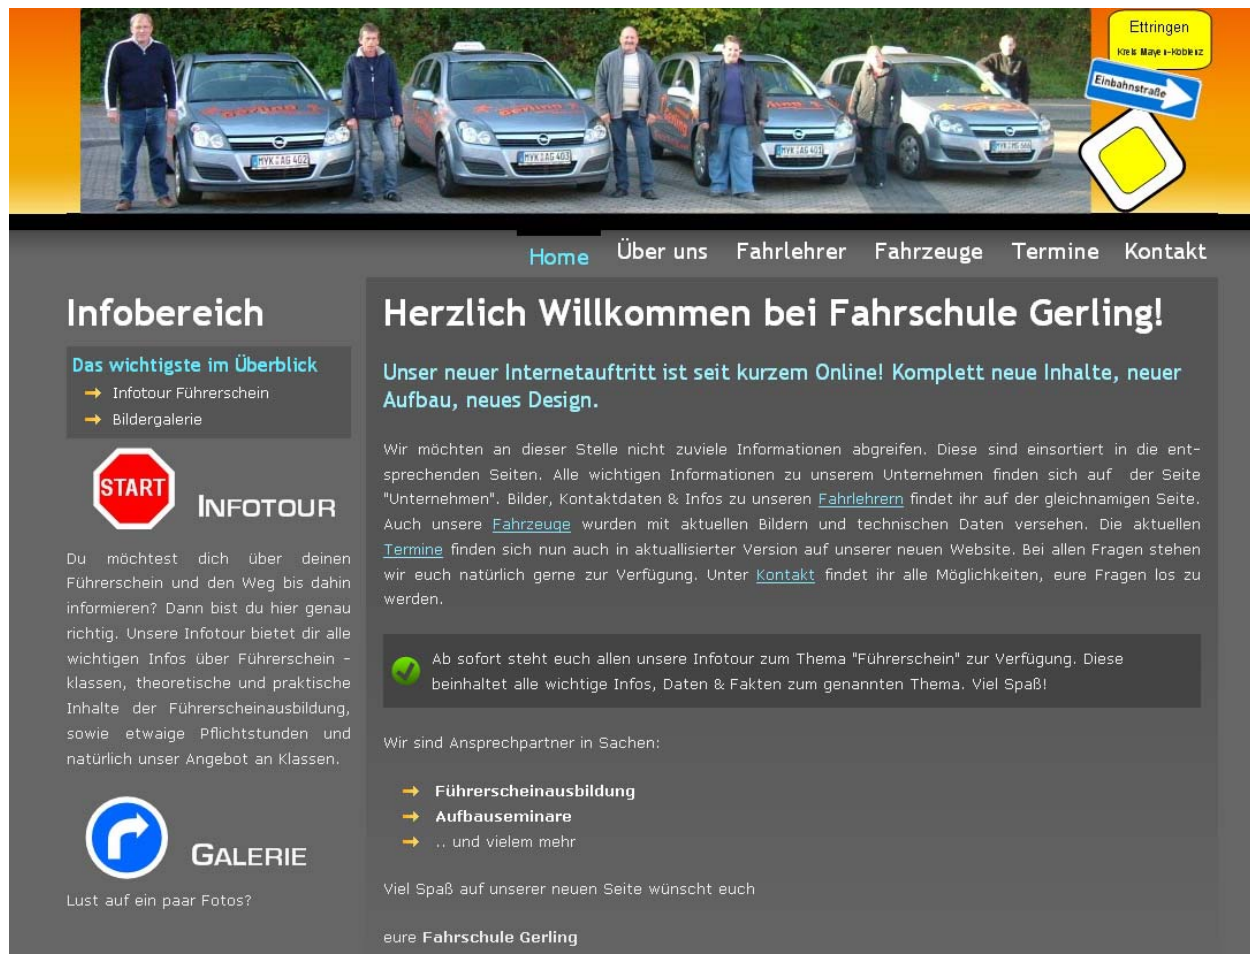 Ettringen
Kreis Mayen-Koblenz
Einbahnstraße
MYK AG 402
MYK AG 403
MYK AG 401
Home Über uns Fahrlehrer Fahrzeuge Termine Kontakt
Infobereich
Das wichtigste im Überblick
Infotour Führerschein
Bildergalerie
START INFOTOUR
Du möchtest dich über deinen
Führerschein und den Weg bis dahin
informieren? Dann bist du hier genau
richtig. Unsere Infotour bietet dir alle
wichtigen Infos über Führerschein -
klassen, theoretische und praktische
Inhalte der Führerscheinausbildung,
sowie etwaige Pflichtstunden und
natürlich unser Angebot an Klassen.
GALERIE
Lust auf ein paar Fotos?
Herzlich Willkommen bei Fahrschule Gerling!
Unser neuer Internetauftritt ist seit kurzem Online! Komplett neue Inhalte, neuer
Aufbau, neues Design.
Wir möchten an dieser Stelle nicht zuviele Informationen abgreifen. Diese sind einsortiert in die ent-
sprechenden Seiten. Alle wichtigen Informationen zu unserem Unternehmen finden sich auf der Seite
"Unternehmen". Bilder, Kontaktdaten & Infos zu unseren Fahrlehrern findet ihr auf der gleichnamigen Seite.
Auch unsere Fahrzeuge wurden mit aktuellen Bildern und technischen Daten versehen. Die aktuellen
Termine finden sich nun auch in aktuallisierter Version auf unserer neuen Website. Bei allen Fragen stehen
wir euch natürlich gerne zur Verfügung. Unter Kontakt findet ihr alle Möglichkeiten, eure Fragen los zu
werden.
Ab sofort steht euch allen unsere Infotour zum Thema "Führerschein" zur Verfügung. Diese
beinhaltet alle wichtige Infos, Daten & Fakten zum genannten Thema. Viel Spaß!
Wir sind Ansprechpartner in Sachen:
Führerscheinausbildung
Aufbauseminare
.. und vielem mehr
Viel Spaß auf unserer neuen Seite wünscht euch
eure Fahrschule Gerling